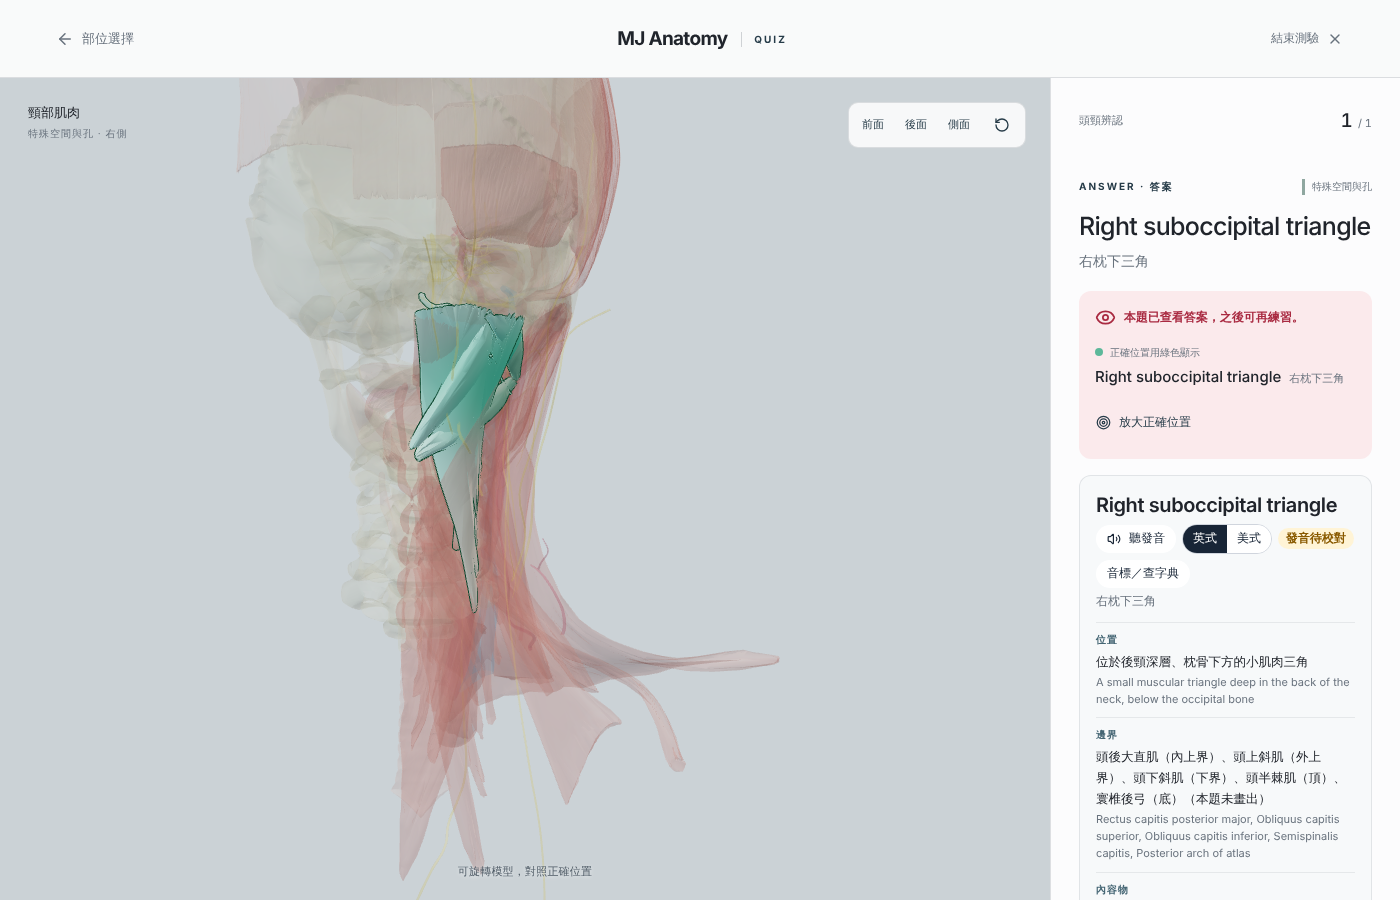 部位選擇
MJ Anatomy
QUIZ
結束測驗
頸部肌肉
特殊空間與孔 · 右側
前面
後面
側面
頭頸辨認
1 / 1
ANSWER · 答案
特殊空間與孔
Right suboccipital triangle
右枕下三角
本題已查看答案，之後可再練習。
正確位置用綠色顯示
Right suboccipital triangle 右枕下三角
放大正確位置
Right suboccipital triangle
聽發音
英式
美式
發音待校對
音標／查字典
右枕下三角
位置
位於後頸深層、枕骨下方的小肌肉三角
A small muscular triangle deep in the back of the
neck, below the occipital bone
邊界
頭後大直肌（內上界）、頭上斜肌（外上
界）、頭下斜肌（下界）、頭半棘肌（頂）、
寰椎後弓（底）（本題未畫出）
Rectus capitis posterior major, Obliquus capitis
superior, Obliquus capitis inferior, Semispinalis
capitis, Posterior arch of atlas
內容物
可旋轉模型，對照正確位置